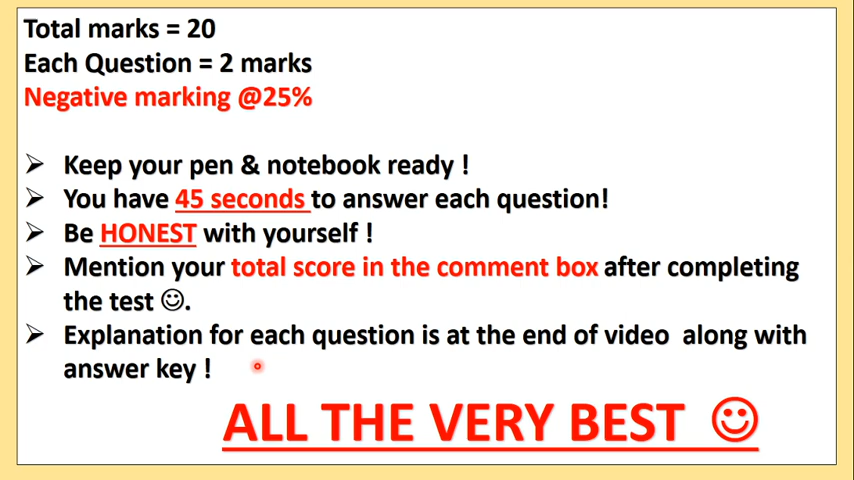 Total marks = 20
Each Question = 2 marks
Negative marking @25%
➢ Keep your pen & notebook ready !
➢ You have 45 seconds to answer each question!
➢ Be HONEST with yourself !
➢ Mention your total score in the comment box after completing
the test ☺.
➢ Explanation for each question is at the end of video along with
answer key !
ALL THE VERY BEST ☺